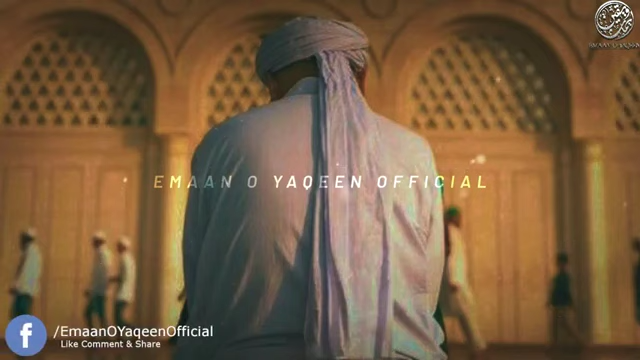 EMAAN O YAQEEN OFFICIAL
/EmaanOYaqeenOfficial
Like Comment & Share